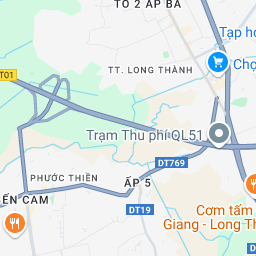 TỔ 2 ẤP BA
Tạp ho
Chợ
TT. LONG THÀNH
T01
Trạm Thu phí QL51
DT769
PHƯỚC THIỀN
ẤP 5
ẾN CAM
DT19
Cơm tấm
Giang - Long Th